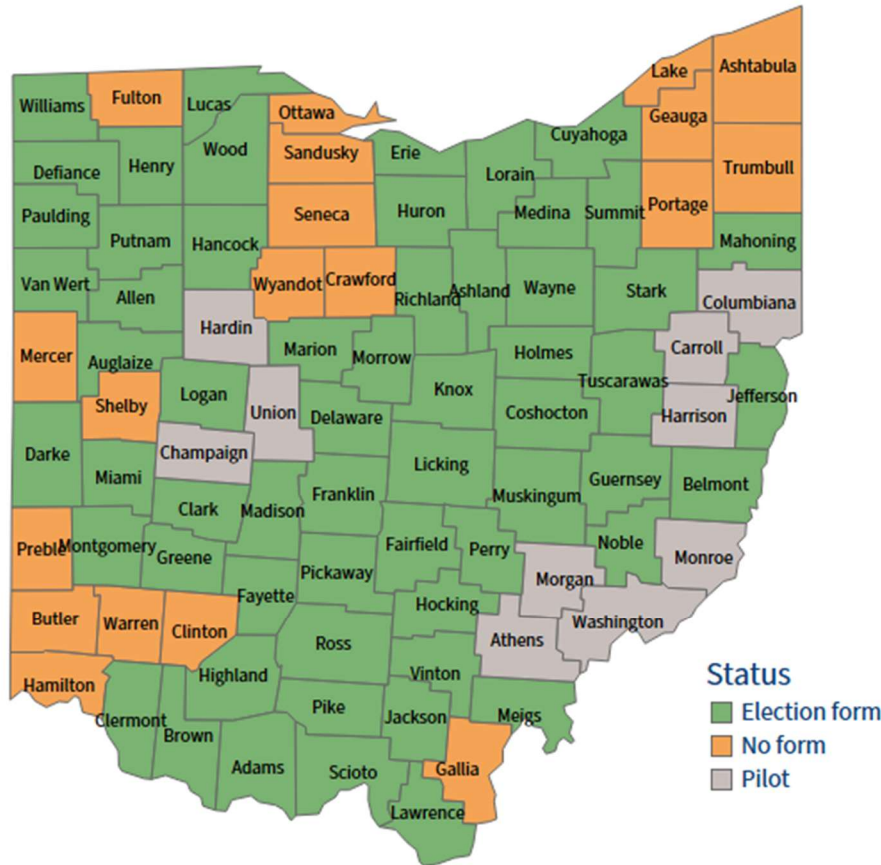 Lake
Ashtabula
Williams
Fulton
Lucas
Ottawa
Geauga
Cuyahoga
Wood
Sandusky
Erie
Henry
Lorain
Trumbull
Defiance
Paulding
Seneca
Huron
Medina
Summit
Portage
Putnam
Hancock
Mahoning
Van Wert
Allen
Wyandot
Crawford
Richland
Ashland
Wayne
Stark
Columbiana
Hardin
Mercer
Auglaize
Marion
Morrow
Holmes
Carroll
Tuscarawas
Logan
Knox
Jefferson
Shelby
Union
Delaware
Coshocton
Harrison
Darke
Champaign
Licking
Miami
Guernsey
Belmont
Clark
Madison
Franklin
Muskingum
Preble
Montgomery
Greene
Fairfield
Perry
Noble
Monroe
Pickaway
Morgan
Fayette
Hocking
Butler
Warren
Clinton
Ross
Athens
Washington
Hamilton
Highland
Vinton
Clermont
Brown
Pike
Jackson
Meigs
Adams
Scioto
Gallia
Lawrence
Status
Election form
No form
Pilot